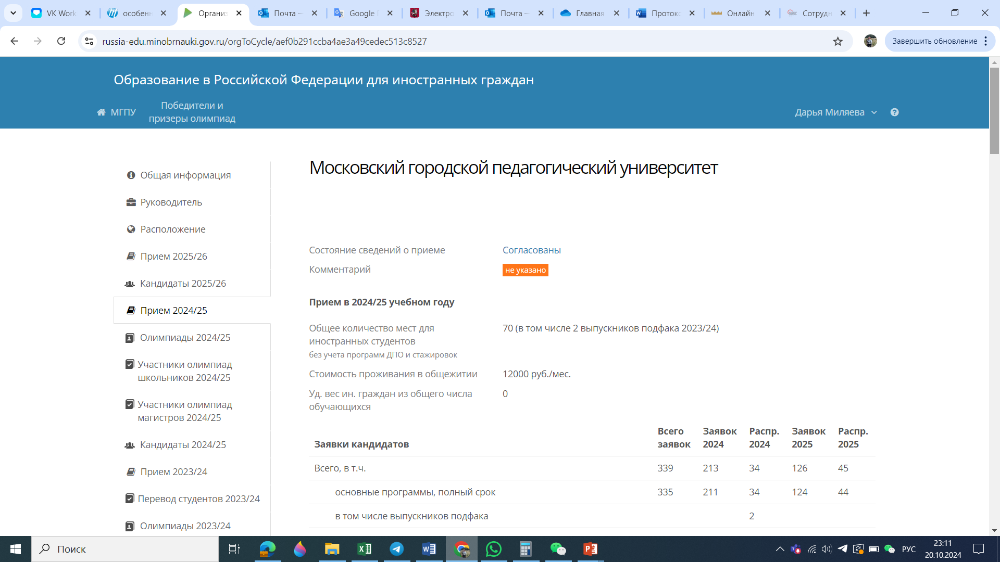 VK Work
особенн
Организ
Почта –
Google
Электро
Почта –
Главная
Протоко
Онлайн
Сотрудн
russia-edu.minobrnauki.gov.ru/orgToCycle/aef0b291ccba4ae3a49cedec513c8527
Завершить обновление
Образование в Российской Федерации для иностранных граждан
МГПУ
Победители и
призеры олимпиад
Дарья Миляева
Общая информация
Руководитель
Расположение
Прием 2025/26
Кандидаты 2025/26
Прием 2024/25
Олимпиады 2024/25
Участники олимпиад
школьников 2024/25
Участники олимпиад
магистров 2024/25
Кандидаты 2024/25
Прием 2023/24
Перевод студентов 2023/24
Олимпиады 2023/24
Московский городской педагогический университет
Состояние сведений о приеме Согласованы
Комментарий не указано
Прием в 2024/25 учебном году
Общее количество мест для 70 (в том числе 2 выпускников подфака 2023/24)
иностранных студентов
без учета программ ДПО и стажировок
Стоимость проживания в общежитии 12000 руб./мес.
Уд. вес ин. граждан из общего числа 0
обучающихся
Заявки кандидатов Всего заявок Заявок 2024 Распр. 2024 Заявок 2025 Распр. 2025
Всего, в т.ч. 339 213 34 126 45
основные программы, полный срок 335 211 34 124 44
в том числе выпускников подфака 2
Поиск
РУС
23:11
20.10.2024